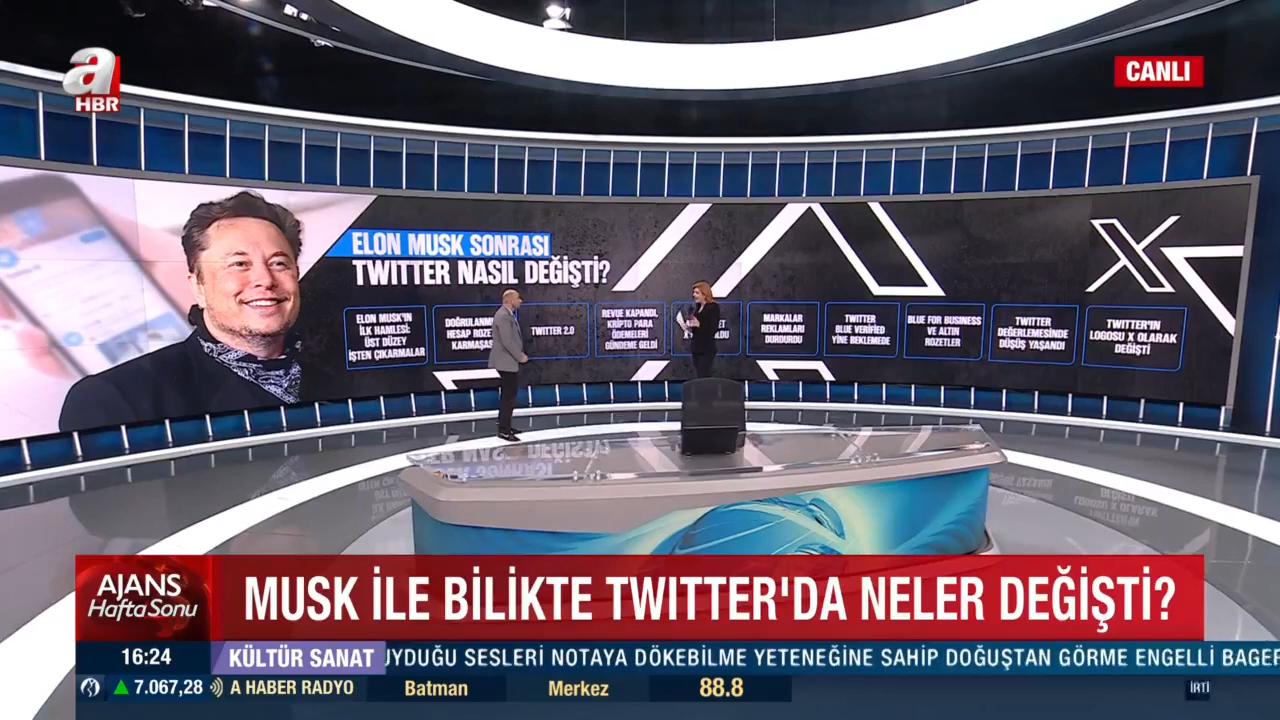 a
HBR
CANLI
ELON MUSK SONRASI
TWITTER NASIL DEĞİŞTİ?
ELON MUSK'IN
İLK HAMLESİ:
ÜST DÜZEY
İŞTEN ÇIKARMALAR
HESAP
TWITTER 2.0
REVUE KAPANDI,
KRİPTO PARA
ÖDEMELERİ
GÜNDEME GELDİ
MARKALAR
REKLAMLARI
DURDURDU
TWITTER
BLUE VERIFIED
YİNE BEKLEMEDE
BLUE FOR BUSINESS
VE ALTIN
ROZETLER
TWITTER
DEĞERLEMESİNDE
DÜŞÜŞ YAŞANDI
TWITTER'IN
LOGOSU X OLARAK
DEĞİŞTİ
X
AJANS
Hafta Sonu
MUSK İLE BİLİKTE TWITTER'DA NELER DEĞİŞTİ?
16:24
KÜLTÜR SANAT
UYDUĞU SESLERİ NOTAYA DÖKEBİLME YETENEĞİNE SAHİP DOĞUŞTAN GÖRME ENGELLİ BAGER
7.067,28
A HABER RADYO
Batman
Merkez
88.8
İRTİ